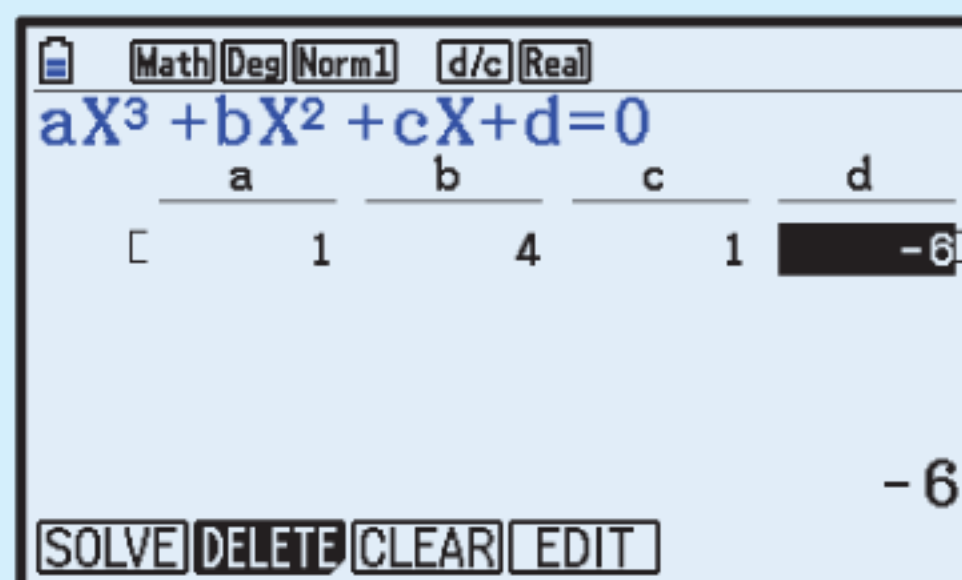 Math Deg Norm1 d/c Real
aX³+bX²+cX+d=0
a b c d
[ 1 4 1 -6]
-6
SOLVE DELETE CLEAR EDIT